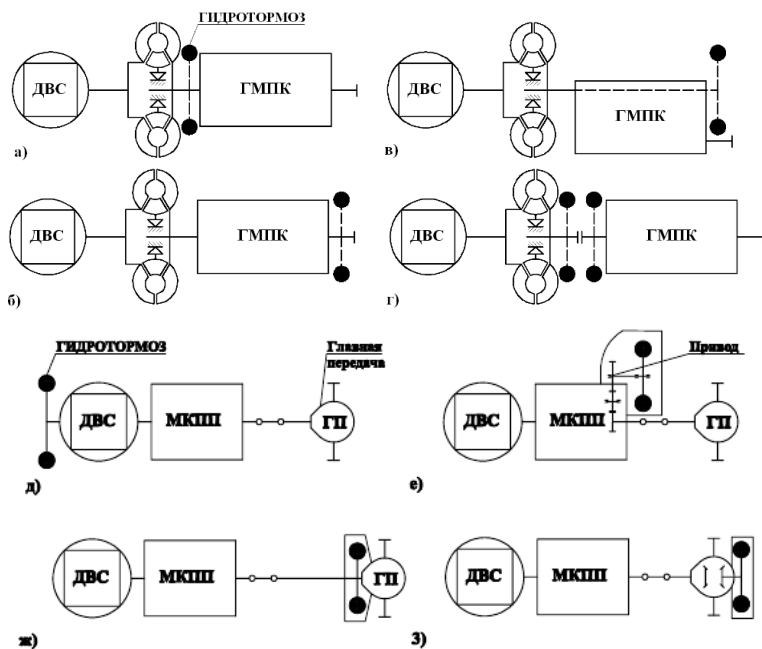 ГИДРОТОРМОЗ
ДВС
ГМПК
а)
ДВС
ГМПК
в)
ДВС
ГМПК
б)
ДВС
ГМПК
г)
ГИДРОТОРМОЗ
ДВС
МКПП
Главная
передача
ГП
д)
Привод
ДВС
МКПП
ГП
е)
ДВС
МКПП
ГП
ж)
ДВС
МКПП
З)